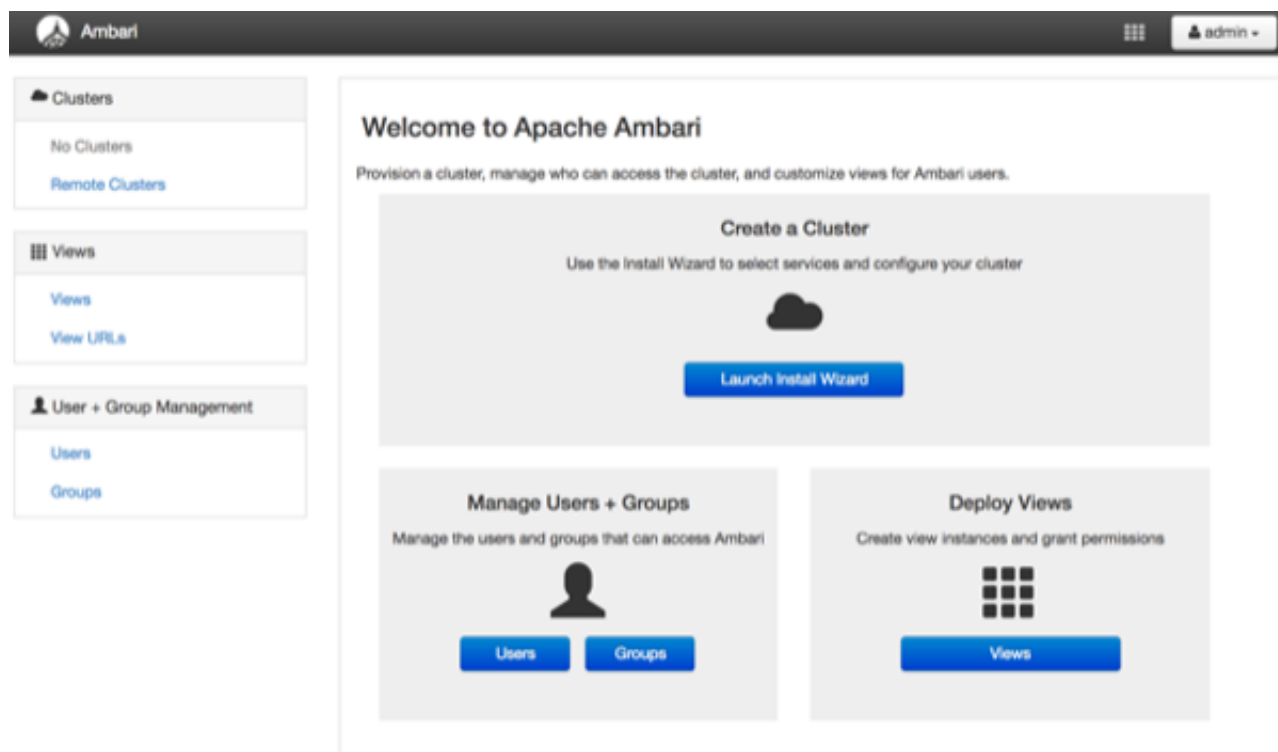 Ambari
admin
Clusters
No Clusters
Remote Clusters
Views
Views
View URLs
User + Group Management
Users
Groups
Welcome to Apache Ambari
Provision a cluster, manage who can access the cluster, and customize views for Ambari users.
Create a Cluster
Use the Install Wizard to select services and configure your cluster
Launch Install Wizard
Manage Users + Groups
Manage the users and groups that can access Ambari
Users Groups
Deploy Views
Create view instances and grant permissions
Views